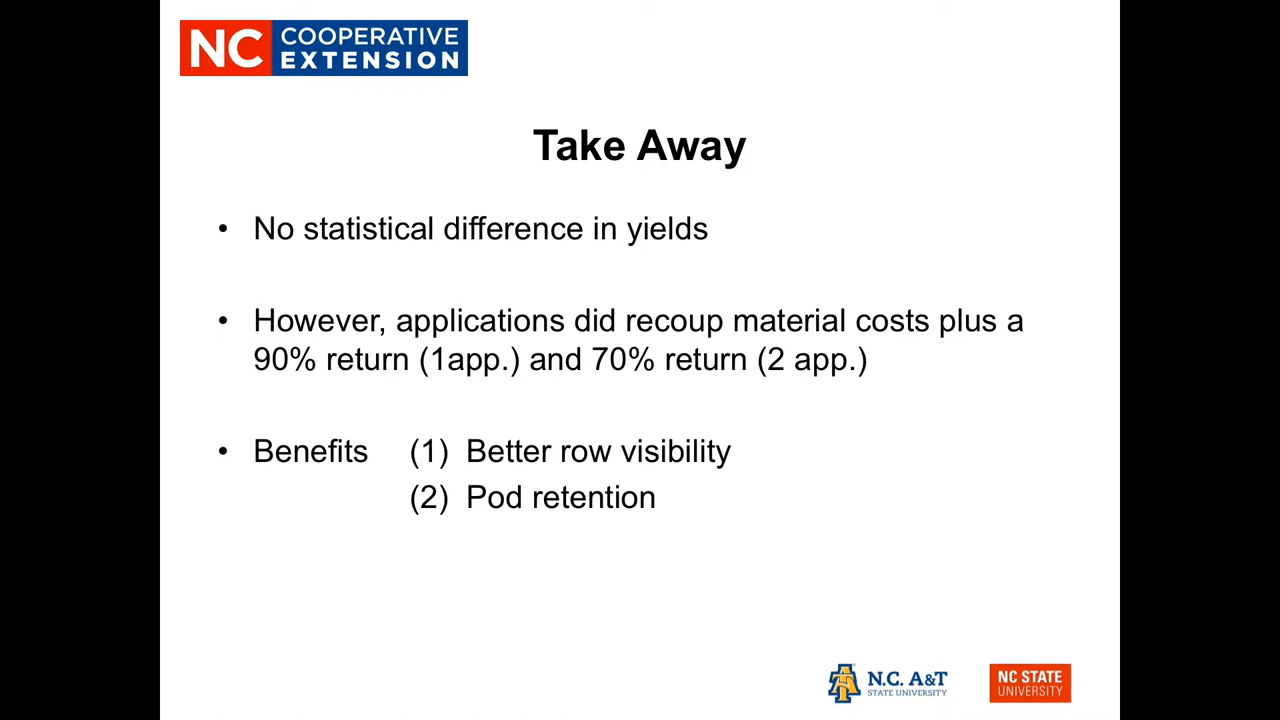 NC COOPERATIVE
EXTENSION
Take Away
• No statistical difference in yields
• However, applications did recoup material costs plus a
90% return (1app.) and 70% return (2 app.)
• Benefits (1) Better row visibility
(2) Pod retention
N.C. A&T
STATE UNIVERSITY
NC STATE
UNIVERSITY